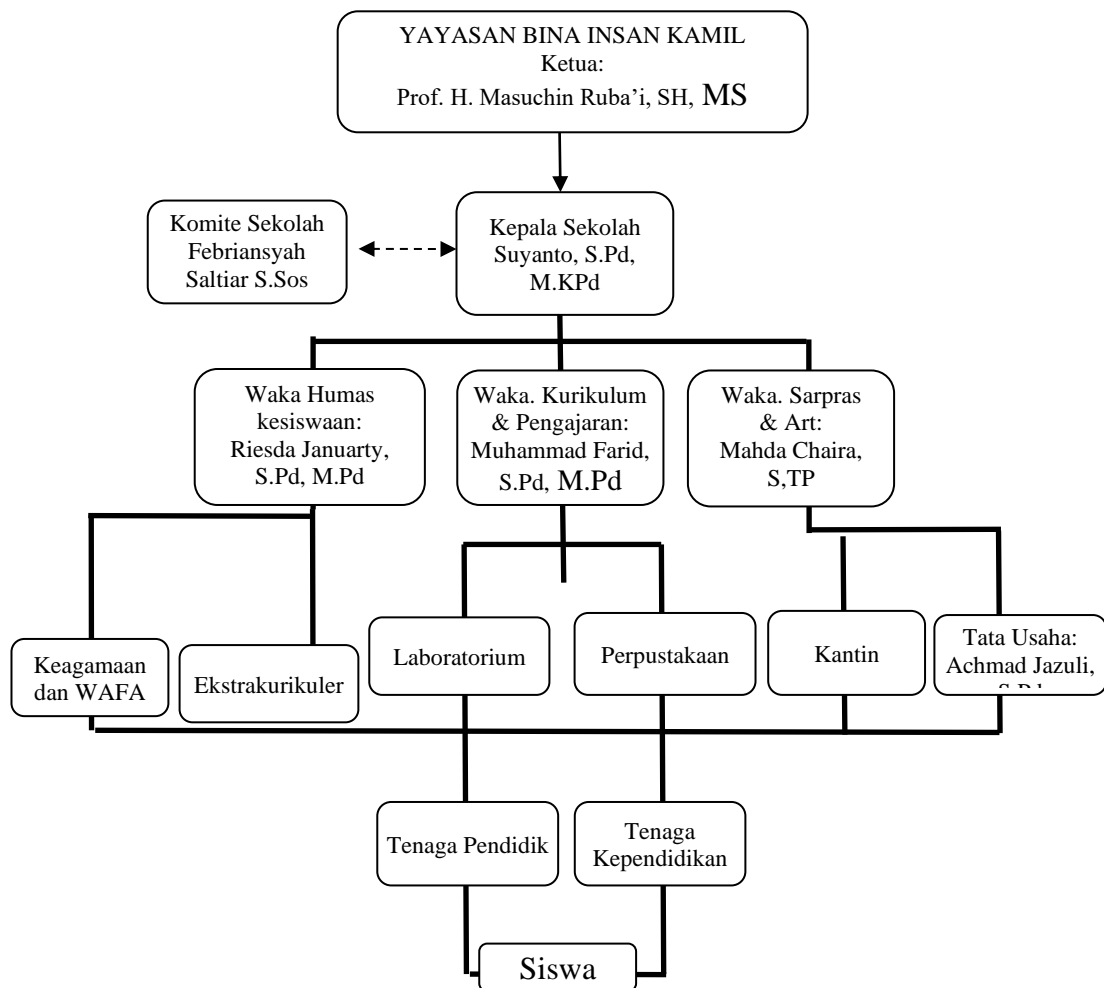 YAYASAN BINA INSAN KAMIL
Ketua:
Prof. H. Masuchin Ruba’i, SH, MS
Komite Sekolah
Febriansyah
Saltiar S.Sos
Kepala Sekolah
Suyanto, S.Pd,
M.KPd
Waka Humas
kesiswaan:
Riesda Januarty,
S.Pd, M.Pd
Waka. Kurikulum
& Pengajaran:
Muhammad Farid,
S.Pd, M.Pd
Waka. Sarpras
& Art:
Mahda Chaira,
S,TP
Keagamaan
dan WAFA
Ekstrakurikuler
Laboratorium
Perpustakaan
Kantin
Tata Usaha:
Achmad Jazuli,
Tenaga Pendidik
Tenaga
Kependidikan
Siswa